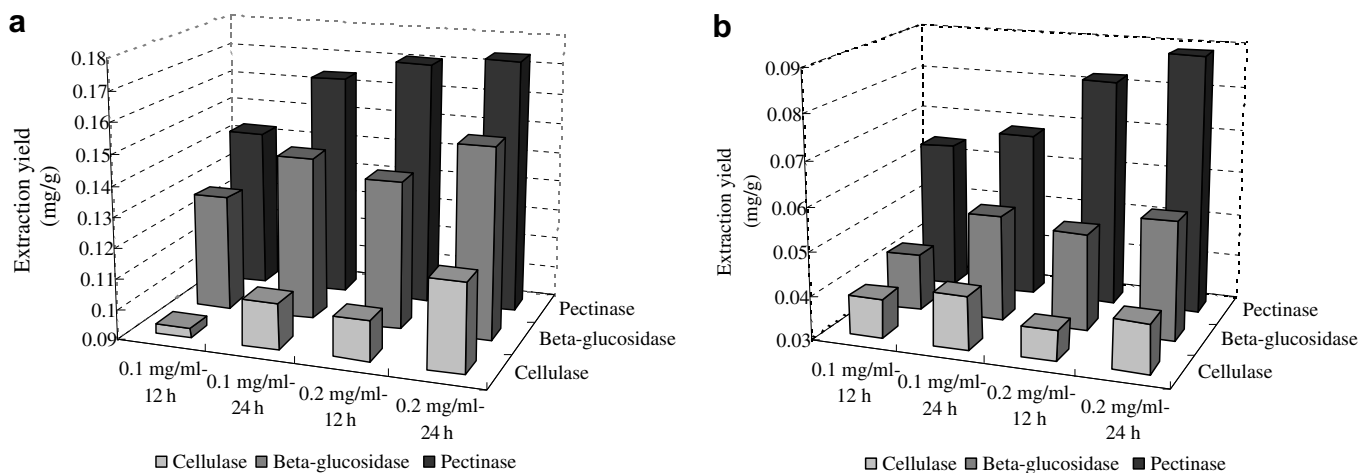 a
0.18
0.17
0.16
0.15
0.14
0.13
0.12
0.11
0.1
0.09
Extraction yield
(mg/g)
0.1 mg/ml-
12 h
0.1 mg/ml-
24 h
0.2 mg/ml-
12 h
0.2 mg/ml-
24 h
Pectinase
Beta-glucosidase
Cellulase
Cellulase Beta-glucosidase Pectinase
b
0.09
0.08
0.07
0.06
0.05
0.04
0.03
Extraction yield
(mg/g)
0.1 mg/ml-
12 h
0.1 mg/ml-
24 h
0.2 mg/ml-
12 h
0.2 mg/ml-
24 h
Pectinase
Beta-glucosidase
Cellulase
Cellulase Beta-glucosidase Pectinase